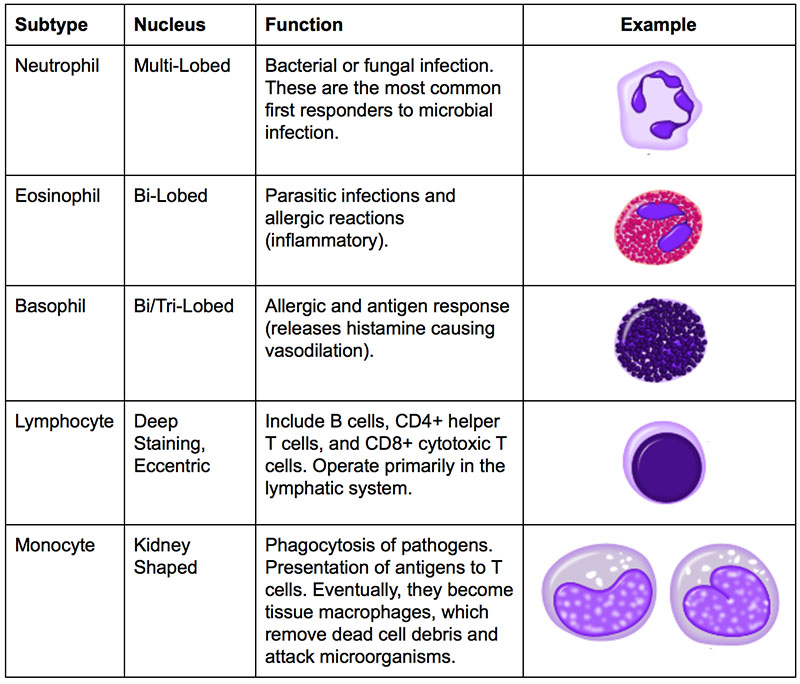 Subtype Nucleus Function Example
Neutrophil Multi-Lobed Bacterial or fungal infection.
These are the most common
first responders to microbial
infection.
Eosinophil Bi-Lobed Parasitic infections and
allergic reactions
(inflammatory).
Basophil Bi/Tri-Lobed Allergic and antigen response
(releases histamine causing
vasodilation).
Lymphocyte Deep
Staining,
Eccentric
Include B cells, CD4+ helper
T cells, and CD8+ cytotoxic T
cells. Operate primarily in the
lymphatic system.
Monocyte Kidney
Shaped
Phagocytosis of pathogens.
Presentation of antigens to T
cells. Eventually, they become
tissue macrophages, which
remove dead cell debris and
attack microorganisms.